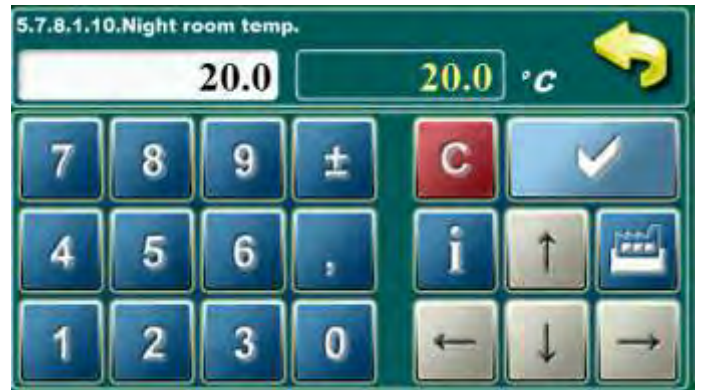 5.7.8.1.10.Night room temp.
20.0 20.0 °C
7 8 9 ± C
4 5 6 , i ↑
1 2 3 0 ← ↓ →